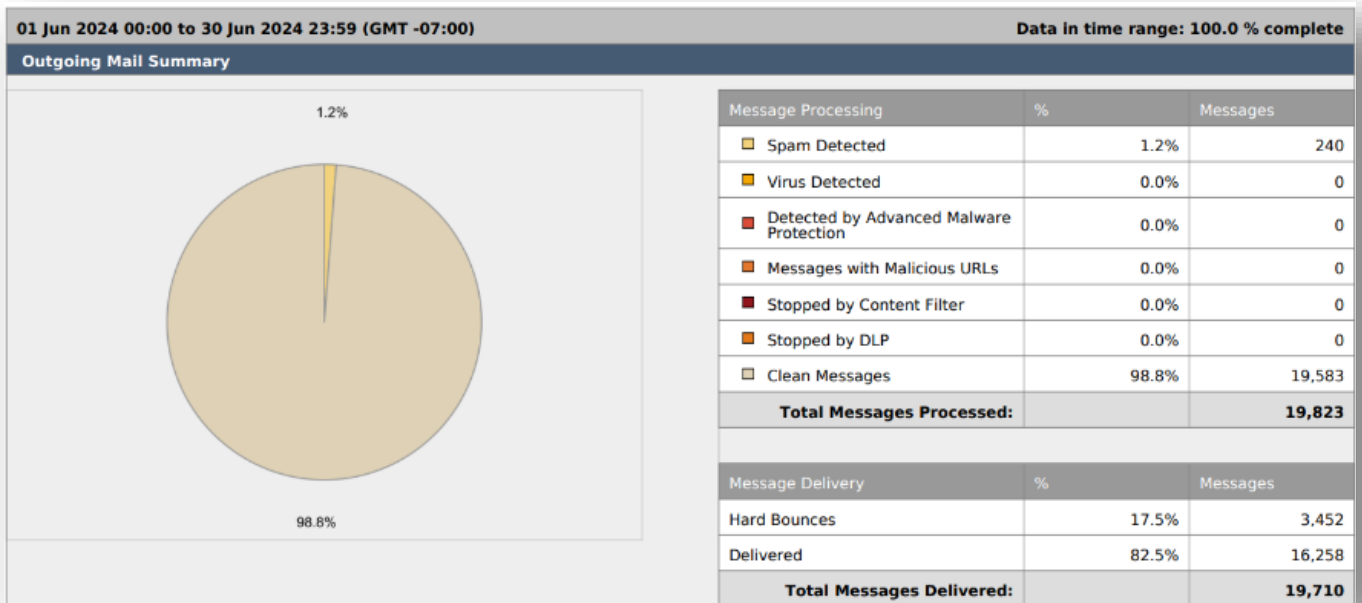 01 Jun 2024 00:00 to 30 Jun 2024 23:59 (GMT -07:00) Data in time range: 100.0 % complete
Outgoing Mail Summary
1.2%
98.8%
Message Processing % Messages
Spam Detected 1.2% 240
Virus Detected 0.0% 0
Detected by Advanced Malware
Protection 0.0% 0
Messages with Malicious URLs 0.0% 0
Stopped by Content Filter 0.0% 0
Stopped by DLP 0.0% 0
Clean Messages 98.8% 19,583
Total Messages Processed: 19,823
Message Delivery % Messages
Hard Bounces 17.5% 3,452
Delivered 82.5% 16,258
Total Messages Delivered: 19,710